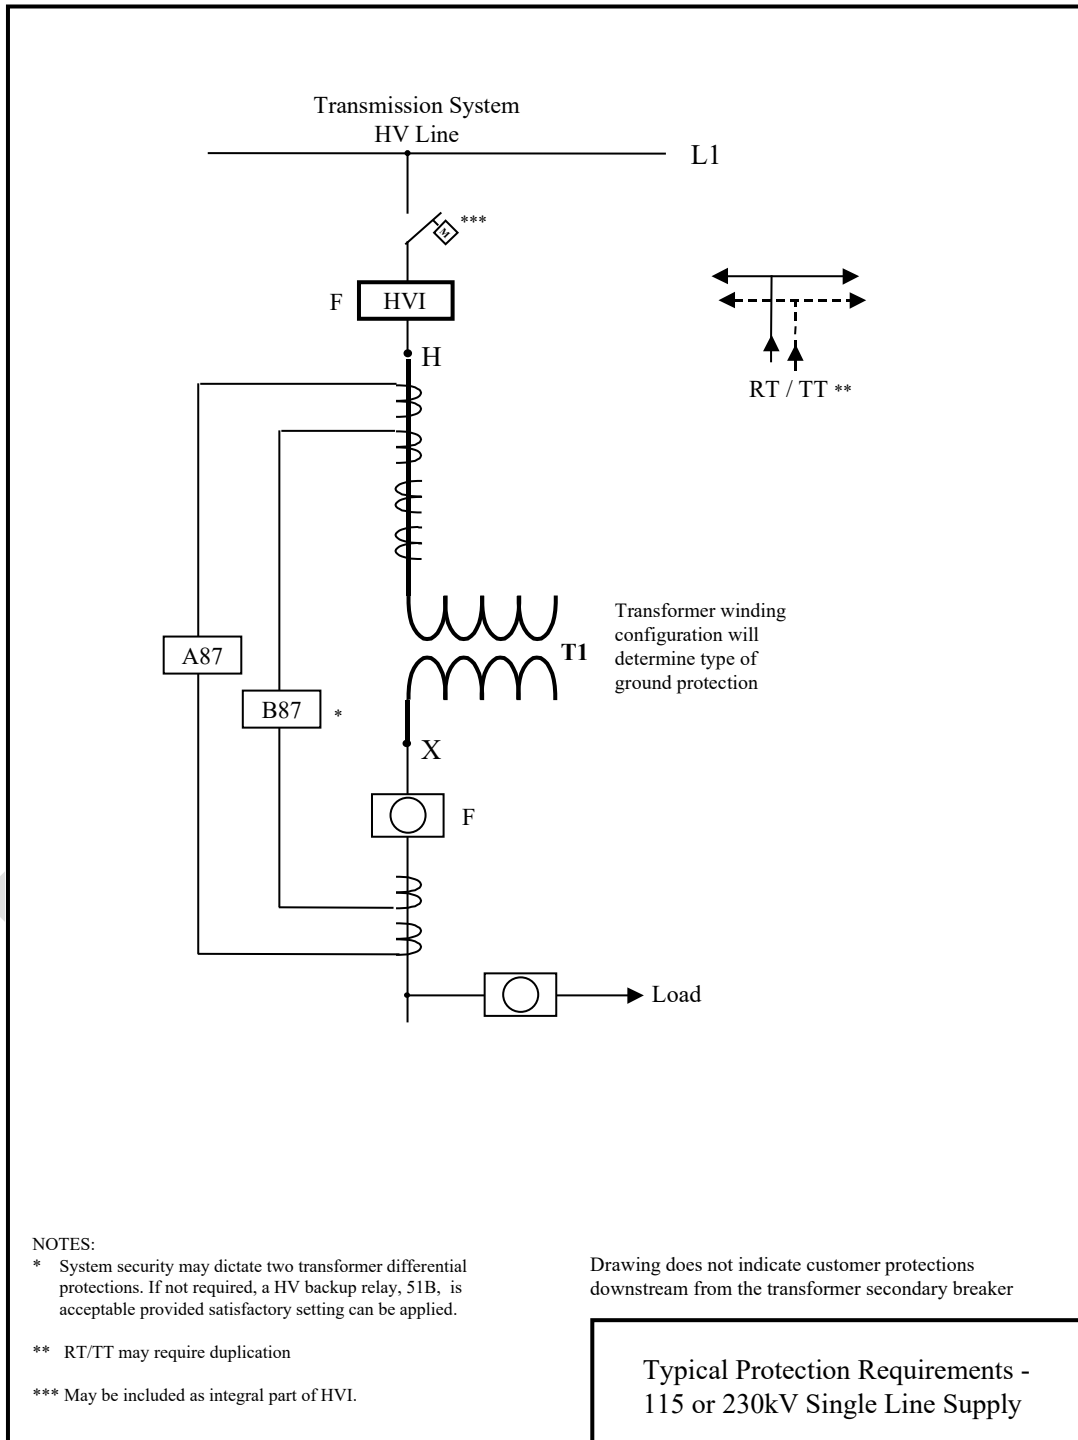 Transmission System
HV Line
L1
***
M
F
HVI
H
RT / TT **
A87
B87
*
T1
Transformer winding
configuration will
determine type of
ground protection
X
F
Load
NOTES:
* System security may dictate two transformer differential
protections. If not required, a HV backup relay, 51B, is
acceptable provided satisfactory setting can be applied.
** RT/TT may require duplication
*** May be included as integral part of HVI.
Drawing does not indicate customer protections
downstream from the transformer secondary breaker
Typical Protection Requirements -
115 or 230kV Single Line Supply